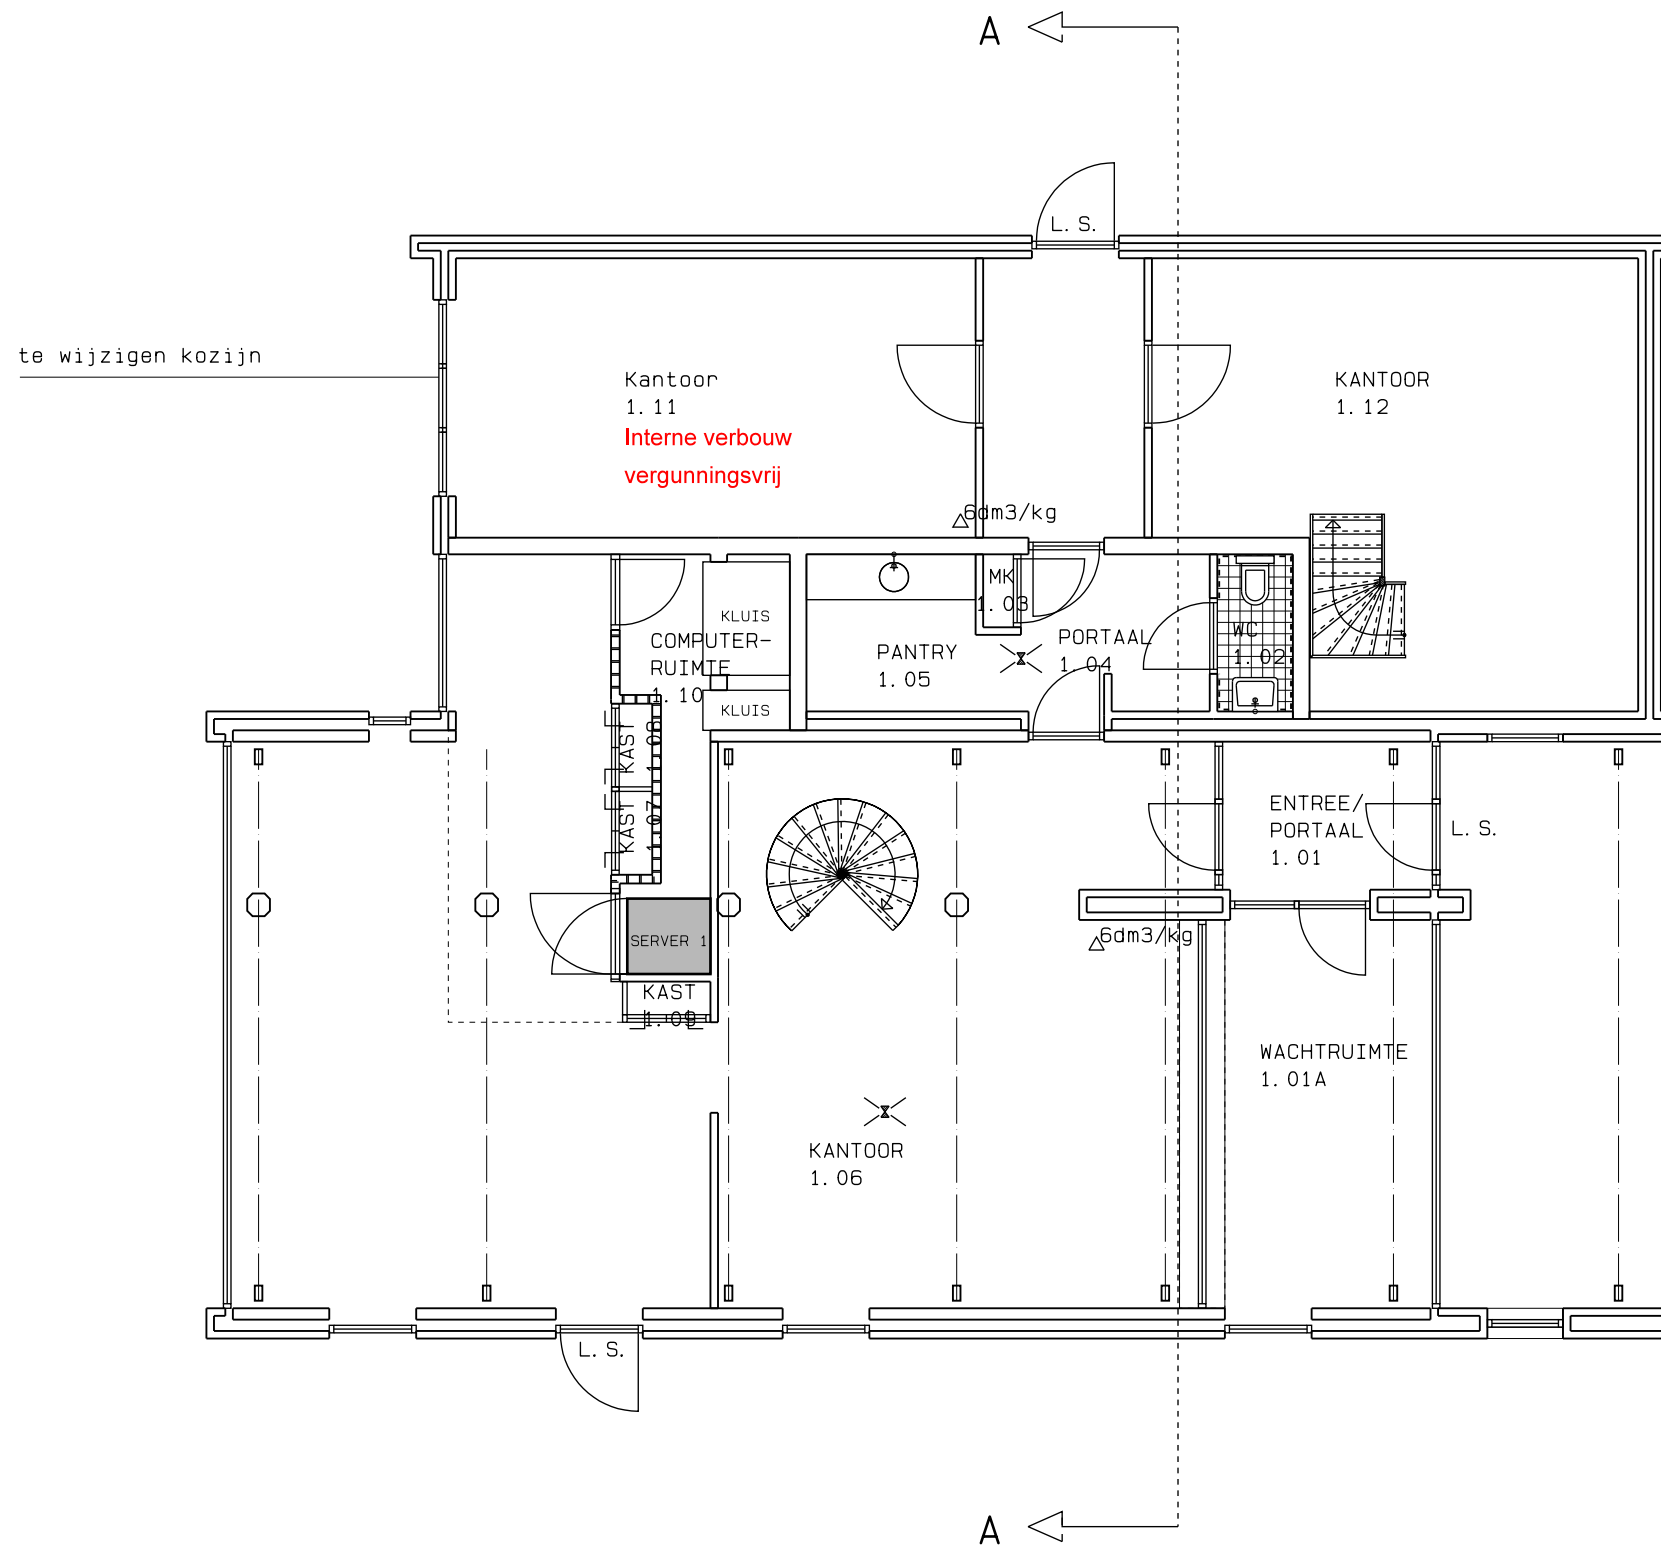 A
L. S.
te wijzigen kozijn
Kantoor
1. 11
Interne verbouw
vergunningsvrij
KANTOOR
1. 12
6dm3/kg
MK
1. 03
KLUIS
COMPUTER-
RUIMTE
1. 10
PANTRY
1. 05
PORTAAL
1. 04
WC
1. 02
KLUIS
KAST
1. 08
KAST
1. 07
ENTREE/
PORTAAL
1. 01
L. S.
SERVER 1
6dm3/kg
KAST
1. 09
WACHTRUIMTE
1. 01A
KANTOOR
1. 06
L. S.
A